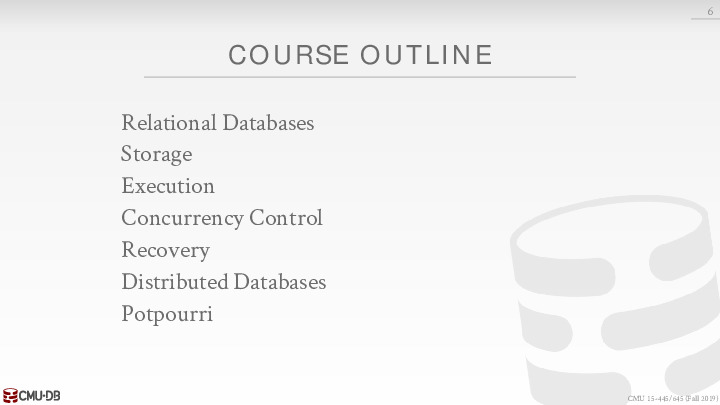 6
COURSE OUTLINE
Relational Databases
Storage
Execution
Concurrency Control
Recovery
Distributed Databases
Potpourri
CMU·DB
CMU 15-445/645 (Fall 2019)